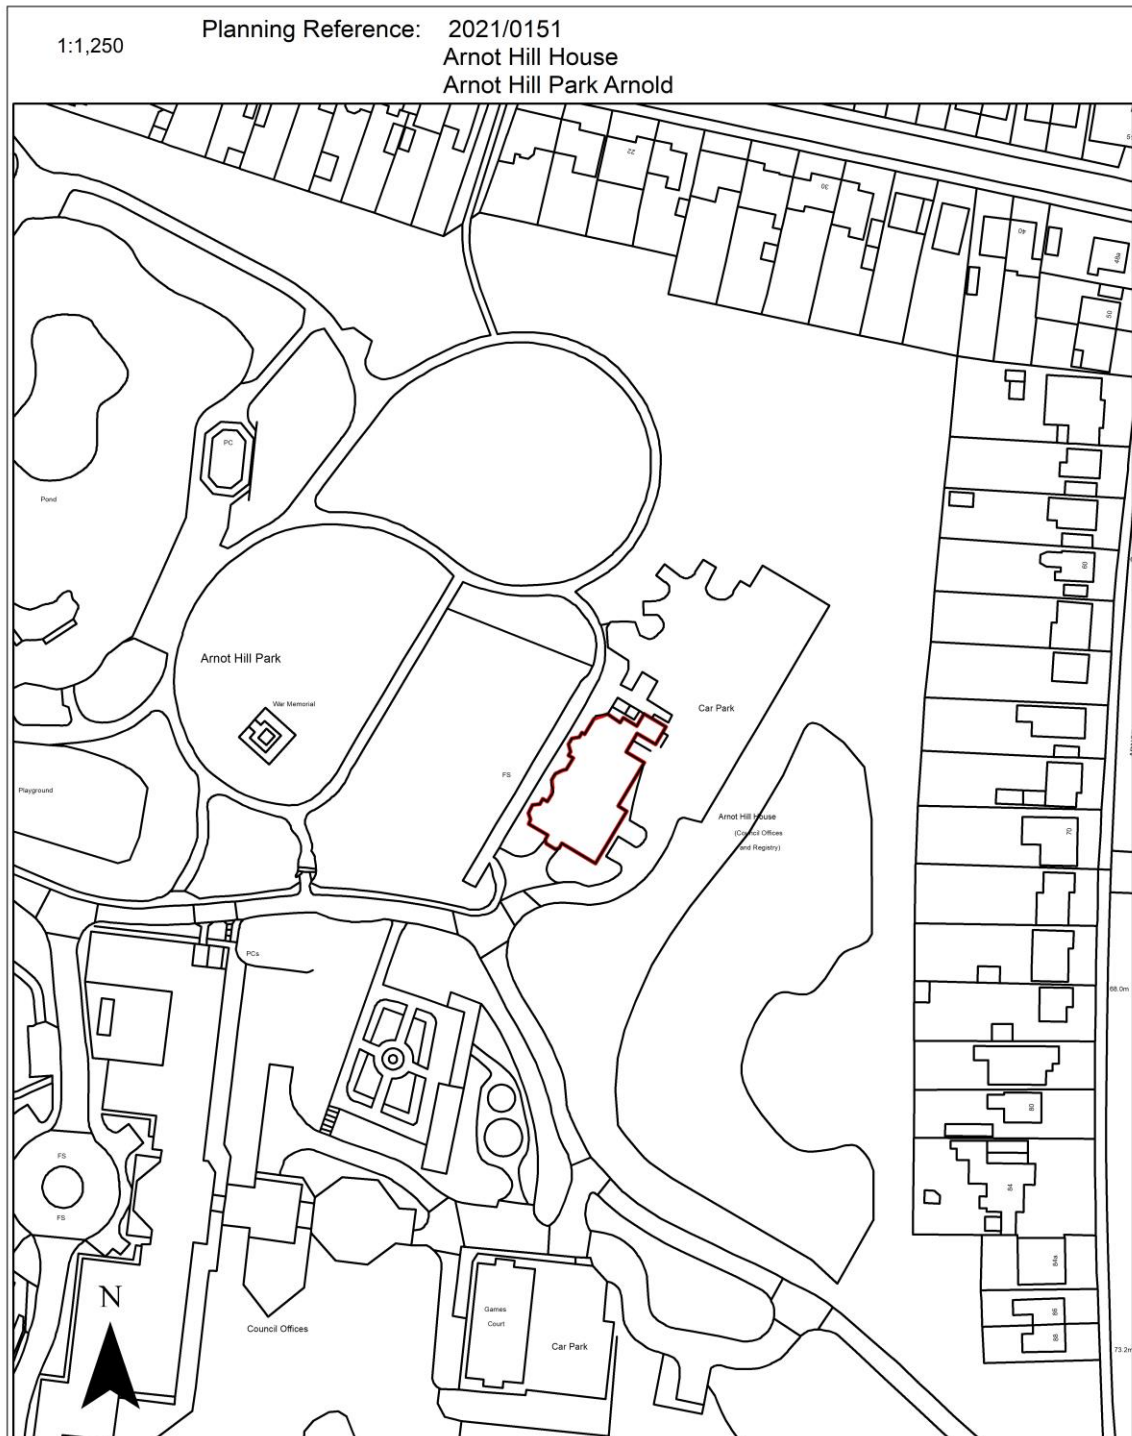 1:1,250
Planning Reference: 2021/0151
Arnot Hill House
Arnot Hill Park Arnold
22
30
40
48a
50
PC
Pond
60
Arnot Hill Park
War Memorial
Car Park
FS
Playground
Arnot Hill House
(Council Offices
and Registry)
70
PCs
68.0m
80
FS
FS
84
84a
N
Games
Court
Council Offices
Car Park
86
88
73.2m